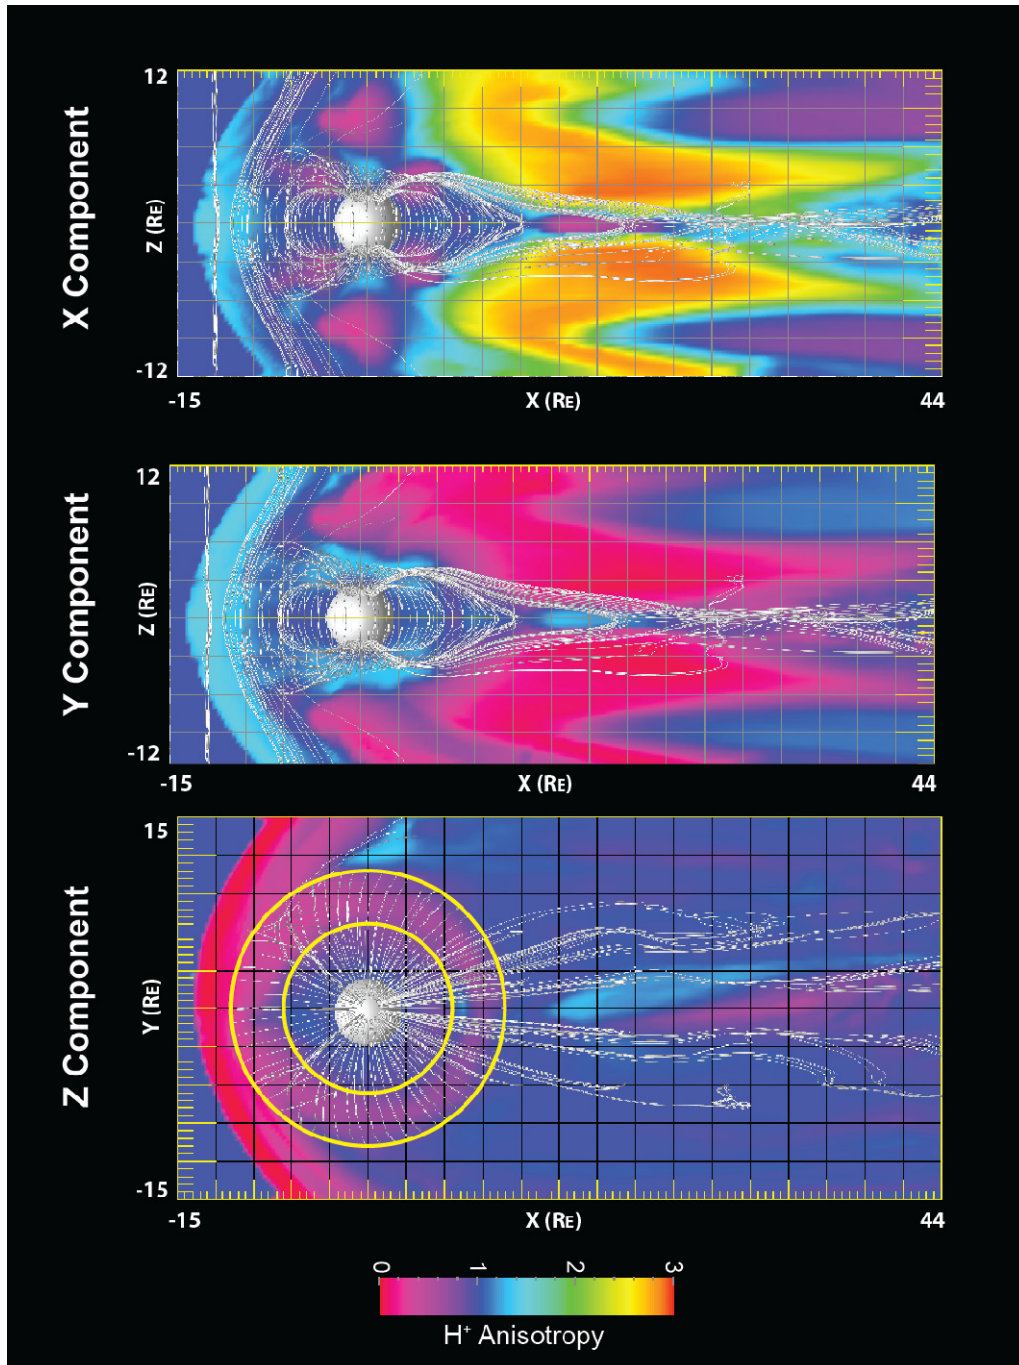 X Component
12
Z (RE)
-12
-15
X (RE)
44
Y Component
12
Z (RE)
-12
-15
X (RE)
44
Z Component
15
Y (RE)
-15
-15
X (RE)
44
0 1 2 3
H⁺ Anisotropy